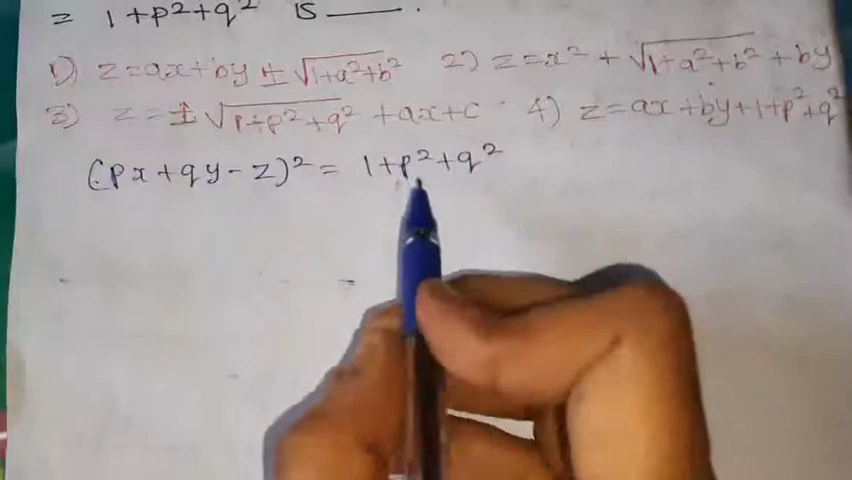 = 1+p²+q² is ____ .
1) z=ax+by ± √1+a²+b² 2) z=x²+√1+a²+b² +by
3) z=±√1+p²+q² +ax+c 4) z=ax+by+1+p²+q²
(px+qy-z)² = 1+p²+q²